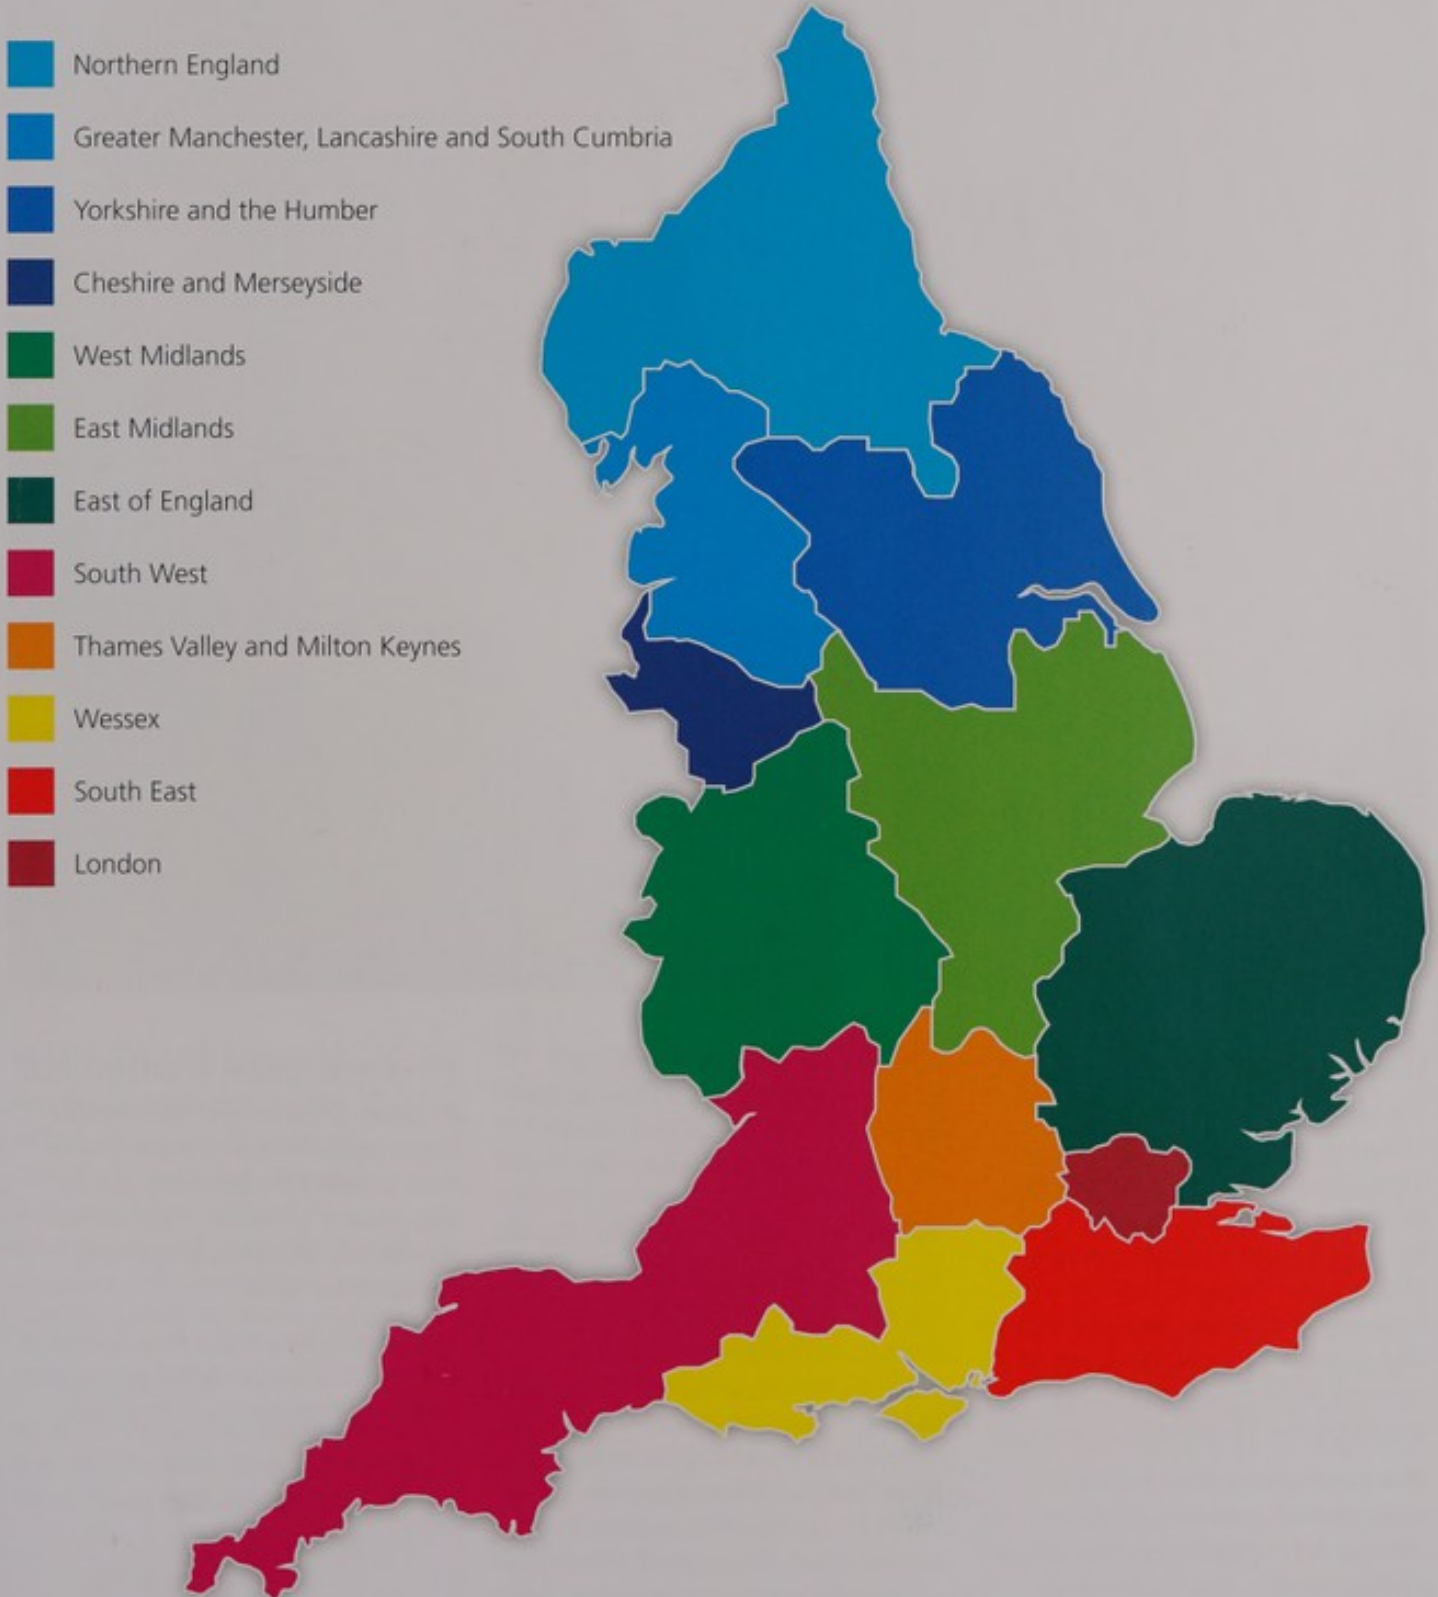 Northern England
Greater Manchester, Lancashire and South Cumbria
Yorkshire and the Humber
Cheshire and Merseyside
West Midlands
East Midlands
East of England
South West
Thames Valley and Milton Keynes
Wessex
South East
London